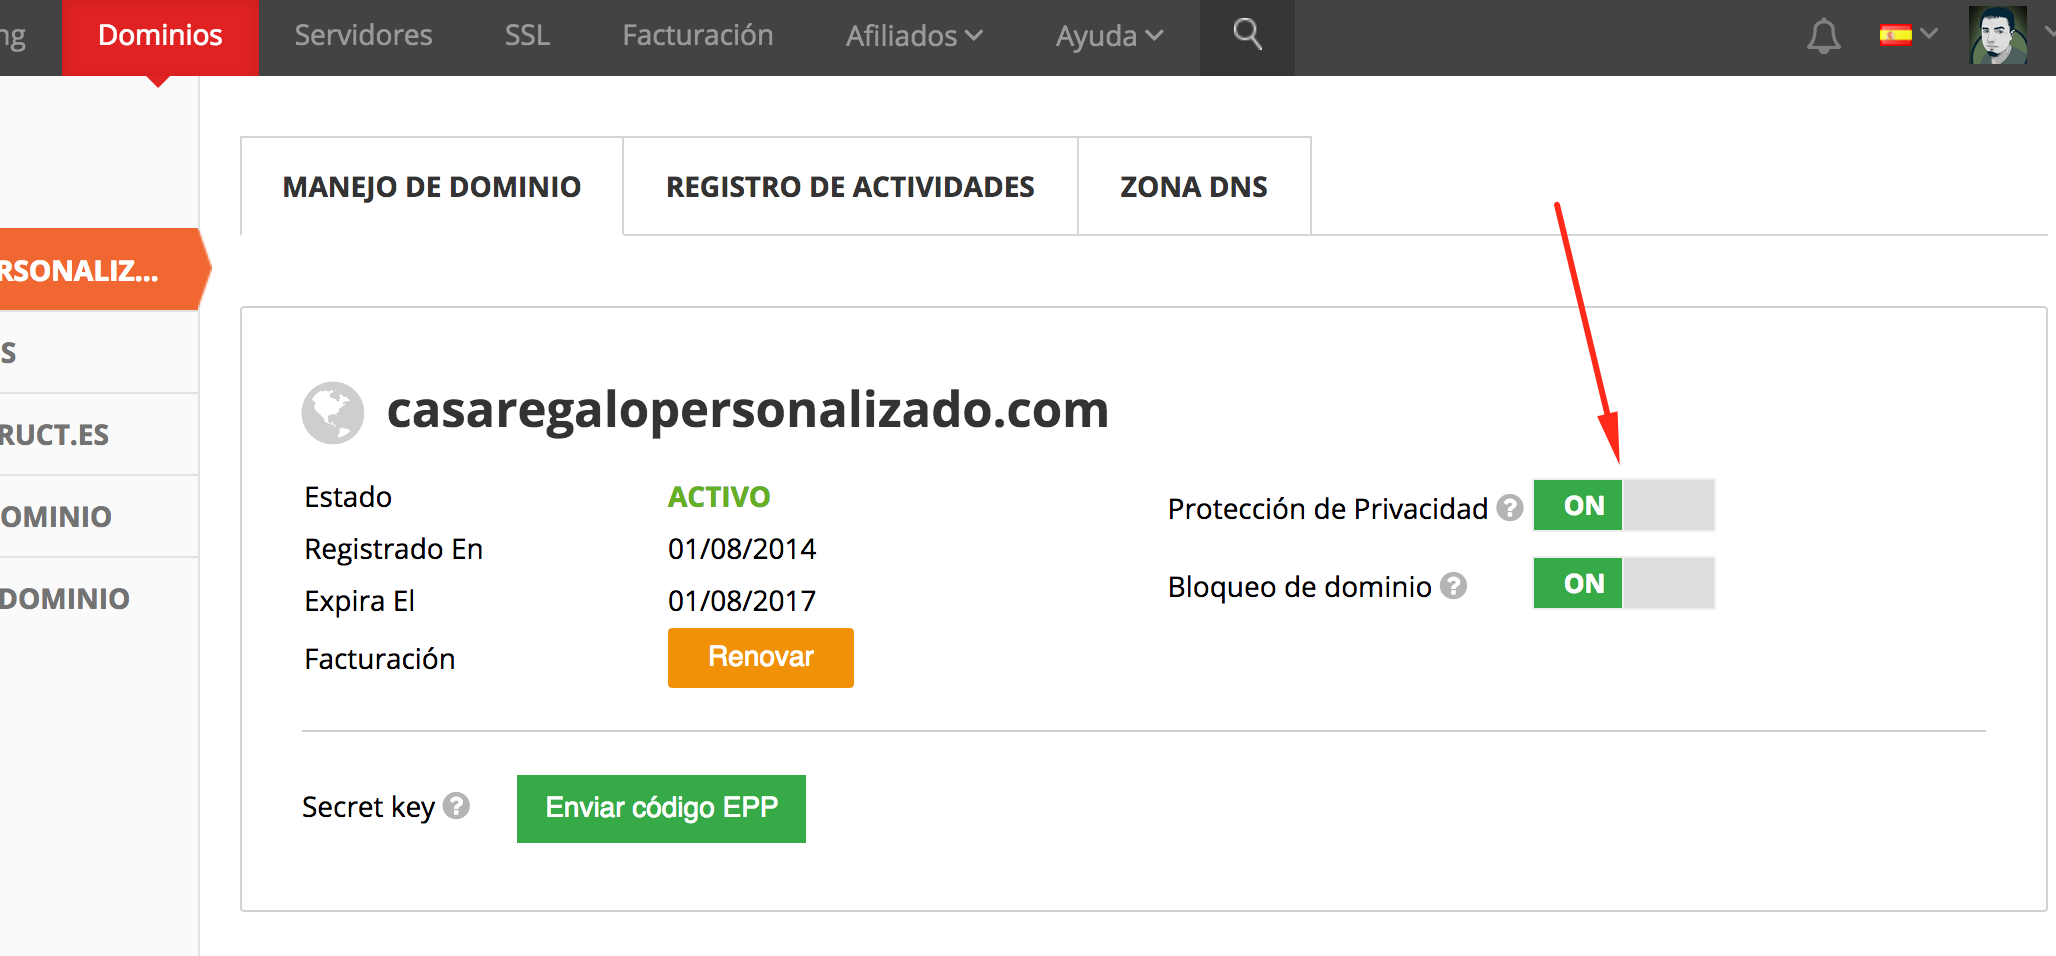 ng Dominios Servidores SSL Facturación Afiliados Ayuda
MANEJO DE DOMINIO REGISTRO DE ACTIVIDADES ZONA DNS
RSONALIZ...
S
RUCT.ES
OMINIO
DOMINIO
casaregalopersonalizado.com
Estado ACTIVO
Registrado En 01/08/2014
Expira El 01/08/2017
Facturación Renovar
Protección de Privacidad ? ON
Bloqueo de dominio ? ON
Secret key ? Enviar código EPP